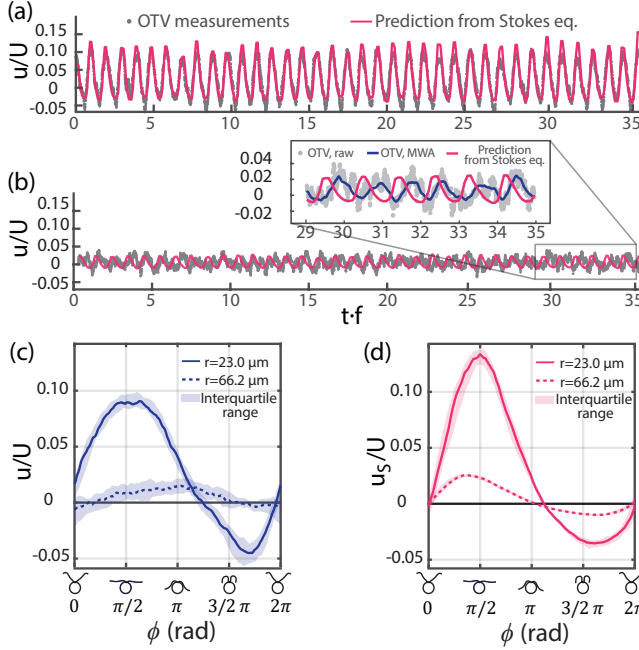 (a)
OTV measurements
Prediction from Stokes eq.
u/U
0.15
0.10
0.05
0
-0.05
0 5 10 15 20 25 30 35
OTV, raw
OTV, MWA
Prediction
from Stokes eq.
0.04
0.02
0
-0.02
29 30 31 32 33 34 35
(b)
u/U
0.15
0.10
0.05
0
-0.05
0 5 10 15 20 25 30 35
t·f
(c)
r=23.0 μm
r=66.2 μm
Interquartile
range
u/U
0.10
0.05
0
-0.05
0 π/2 π 3/2 π 2π
ϕ (rad)
(d)
r=23.0 μm
r=66.2 μm
Interquartile
range
uS/U
0.10
0.05
0
-0.05
0 π/2 π 3/2 π 2π
ϕ (rad)